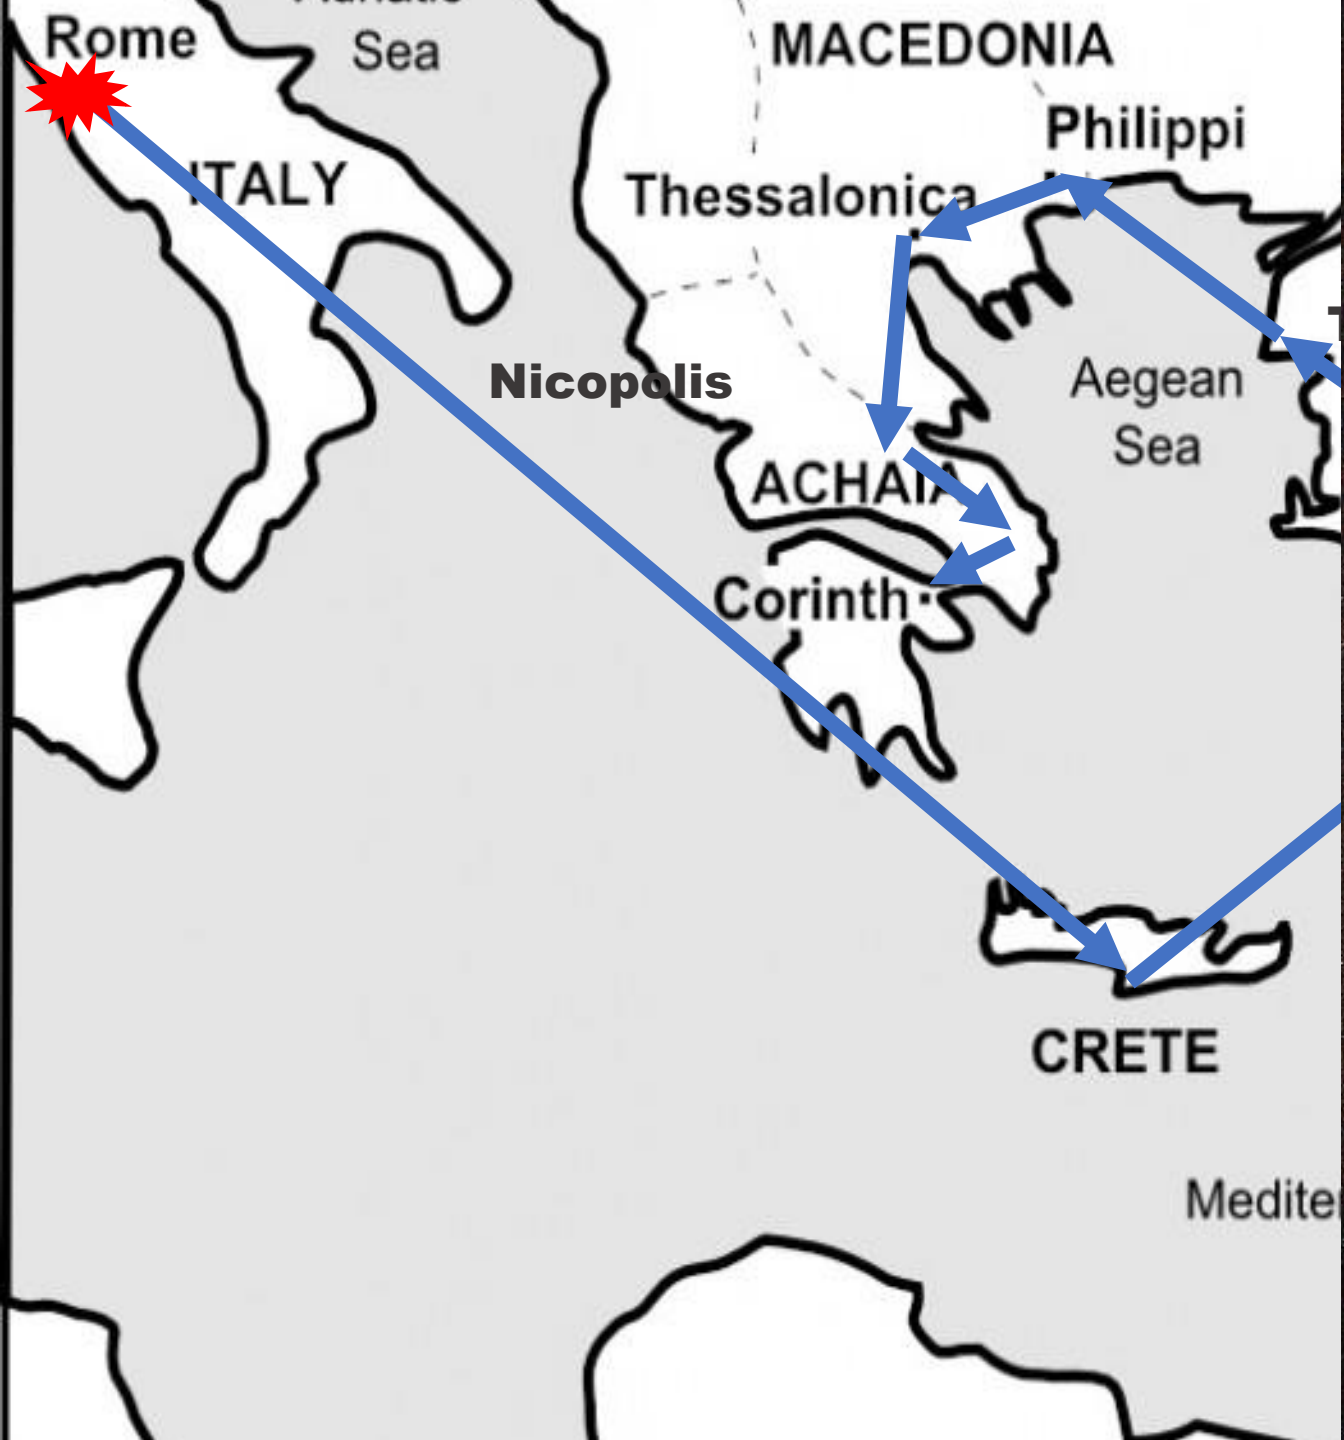 Rome
Sea
MACEDONIA
Philippi
ITALY
Thessalonica
Nicopolis
Aegean
Sea
ACHAIA
Corinth
CRETE